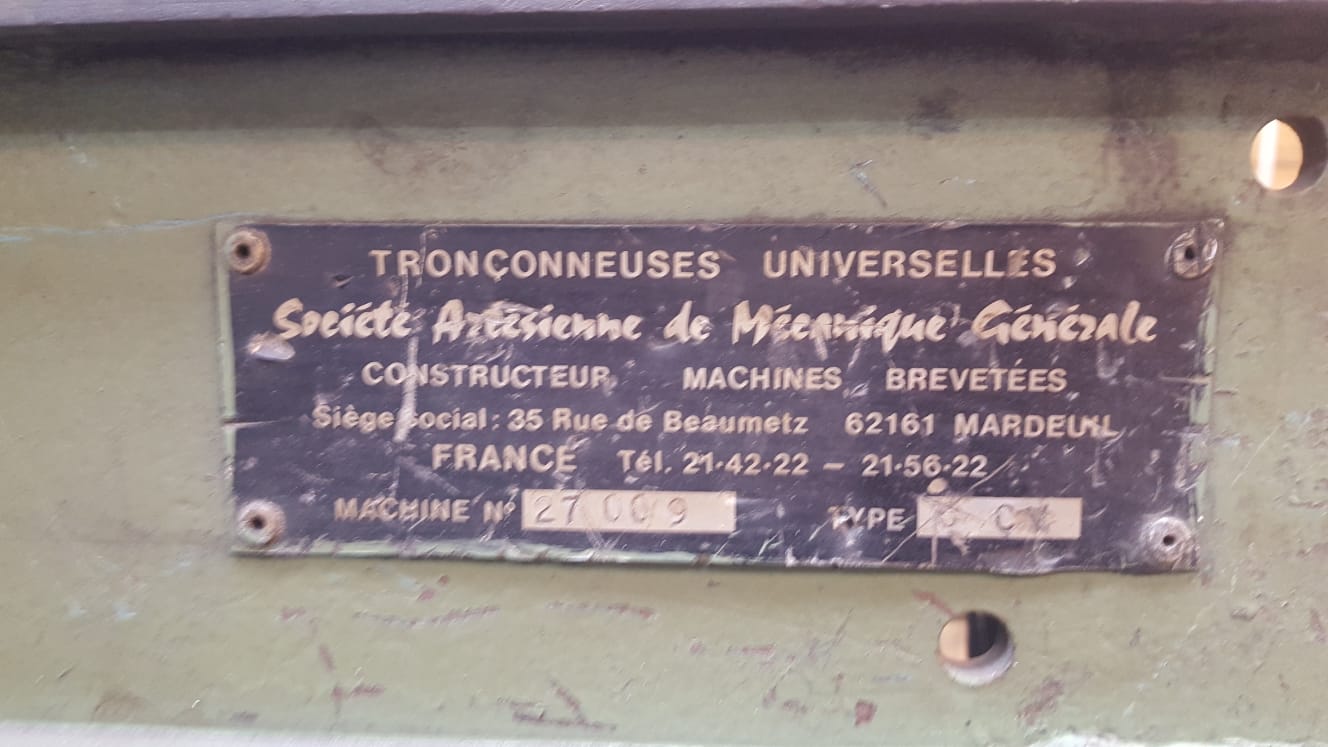 TRONÇONNEUSES UNIVERSELLES
Société Artésienne de Mécanique Générale
CONSTRUCTEUR MACHINES BREVETÉES
Siège social: 35 Rue de Beaumetz 62161 MARŒUIL
FRANCE Tél. 21.42.22 - 21.56.22
MACHINE N° 27 009
TYPE